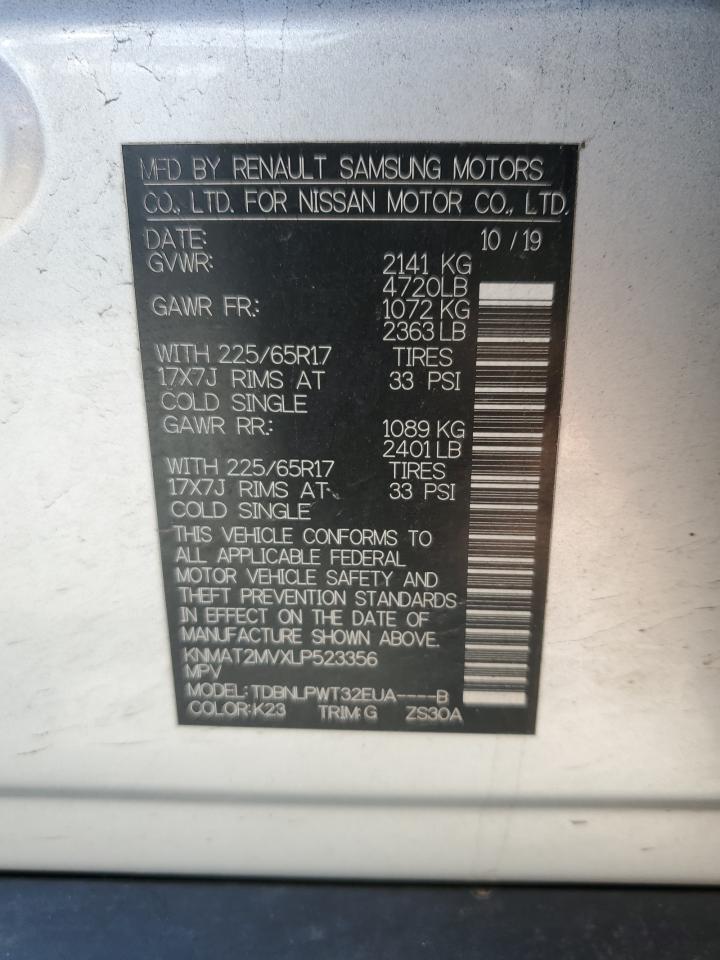 MFD BY RENAULT SAMSUNG MOTORS
CO., LTD. FOR NISSAN MOTOR CO., LTD.
DATE: 10 / 19
GVWR: 2141 KG
4720LB
GAWR FR.: 1072 KG
2363 LB
WITH 225/65R17 TIRES
17X7J RIMS AT 33 PSI
COLD SINGLE
GAWR RR.: 1089 KG
2401 LB
WITH 225/65R17 TIRES
17X7J RIMS AT 33 PSI
COLD SINGLE
THIS VEHICLE CONFORMS TO
ALL APPLICABLE FEDERAL
MOTOR VEHICLE SAFETY AND
THEFT PREVENTION STANDARDS
IN EFFECT ON THE DATE OF
MANUFACTURE SHOWN ABOVE.
KNMAT2MVXLP523356
MPV
MODEL: TDBNLPWT32EUA----B
COLOR:K23 TRIM:G ZS30A